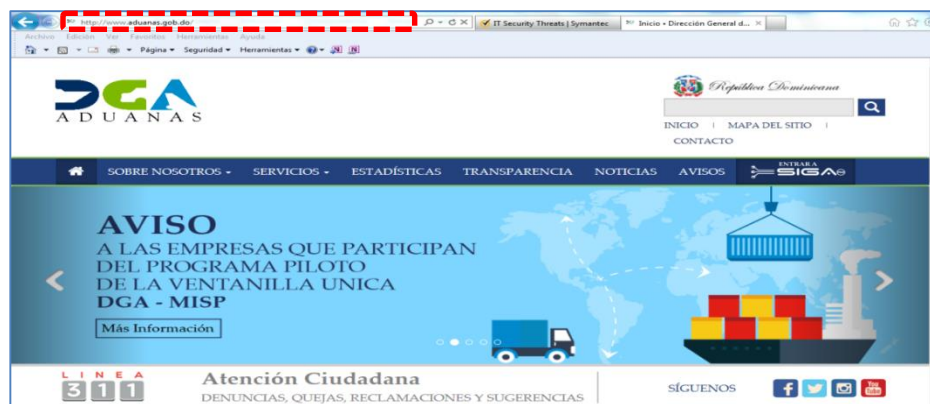 http://www.aduanas.gob.do/
IT Security Threats | Symantec
Inicio - Dirección General d...
Archivo Edición Ver Favoritos Herramientas Ayuda
Página Seguridad Herramientas
DGA
ADUANAS
República Dominicana
INICIO | MAPA DEL SITIO |
CONTACTO
SOBRE NOSOTROS SERVICIOS ESTADÍSTICAS TRANSPARENCIA NOTICIAS AVISOS ENTRAR A SIGA
AVISO
A LAS EMPRESAS QUE PARTICIPAN
DEL PROGRAMA PILOTO
DE LA VENTANILLA UNICA
DGA - MISP
Más Información
LINEA
311
Atención Ciudadana
DENUNCIAS, QUEJAS, RECLAMACIONES Y SUGERENCIAS
SÍGUENOS
You Tube